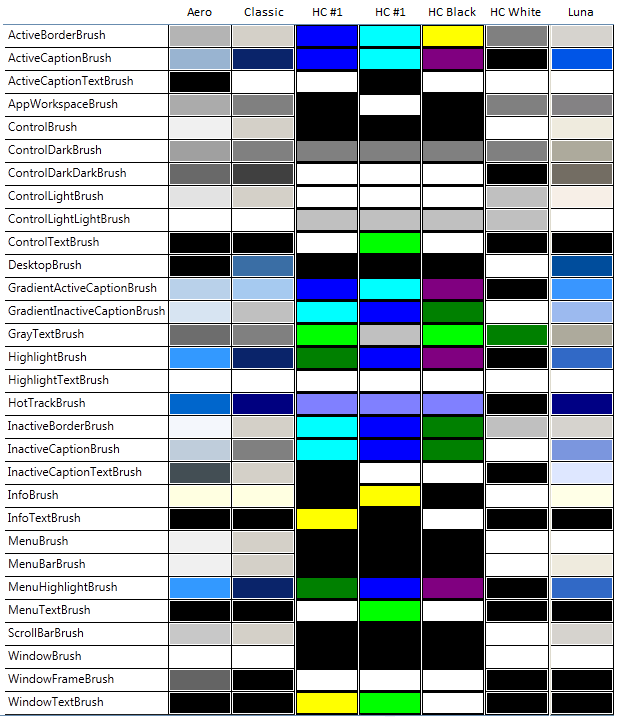 Aero Classic HC #1 HC #1 HC Black HC White Luna
ActiveBorderBrush
ActiveCaptionBrush
ActiveCaptionTextBrush
AppWorkspaceBrush
ControlBrush
ControlDarkBrush
ControlDarkDarkBrush
ControlLightBrush
ControlLightLightBrush
ControlTextBrush
DesktopBrush
GradientActiveCaptionBrush
GradientInactiveCaptionBrush
GrayTextBrush
HighlightBrush
HighlightTextBrush
HotTrackBrush
InactiveBorderBrush
InactiveCaptionBrush
InactiveCaptionTextBrush
InfoBrush
InfoTextBrush
MenuBrush
MenuBarBrush
MenuHighlightBrush
MenuTextBrush
ScrollBarBrush
WindowBrush
WindowFrameBrush
WindowTextBrush